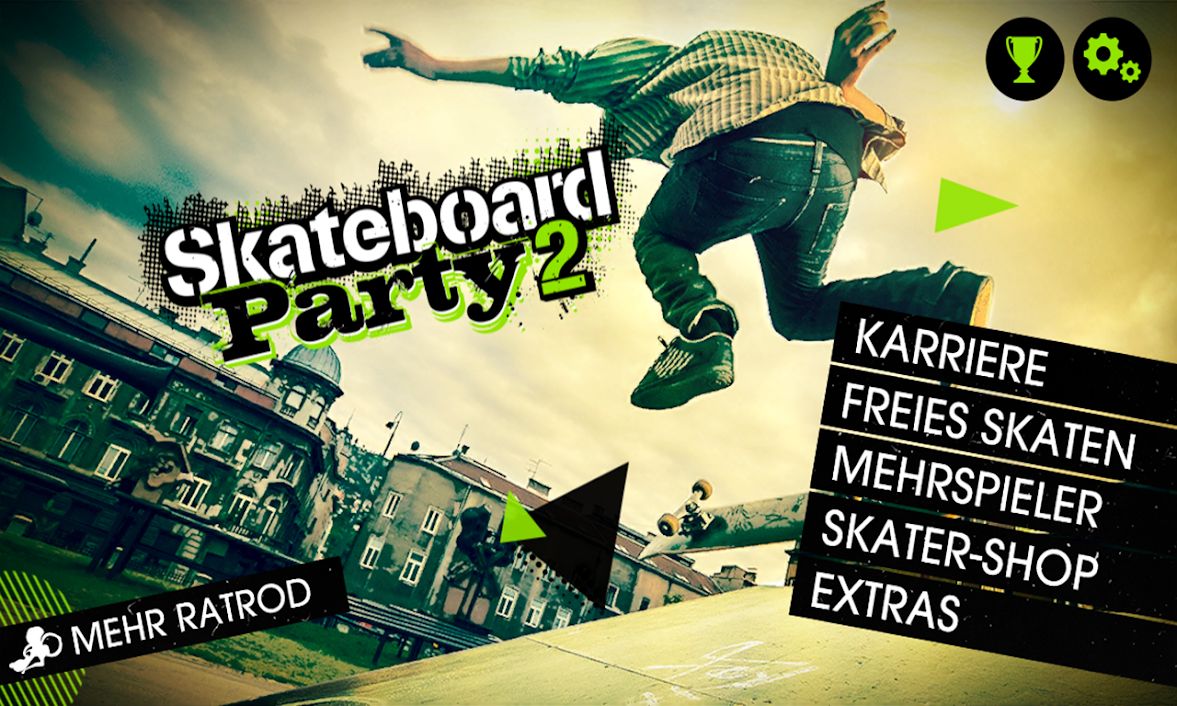 Skateboard
Party 2
KARRIERE
FREIES SKATEN
MEHRSPIELER
SKATER-SHOP
EXTRAS
MEHR RATROD